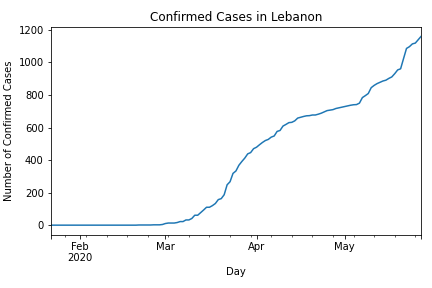 Confirmed Cases in Lebanon
1200
1000
800
600
400
200
0
Number of Confirmed Cases
Feb
2020
Mar
Apr
May
Day